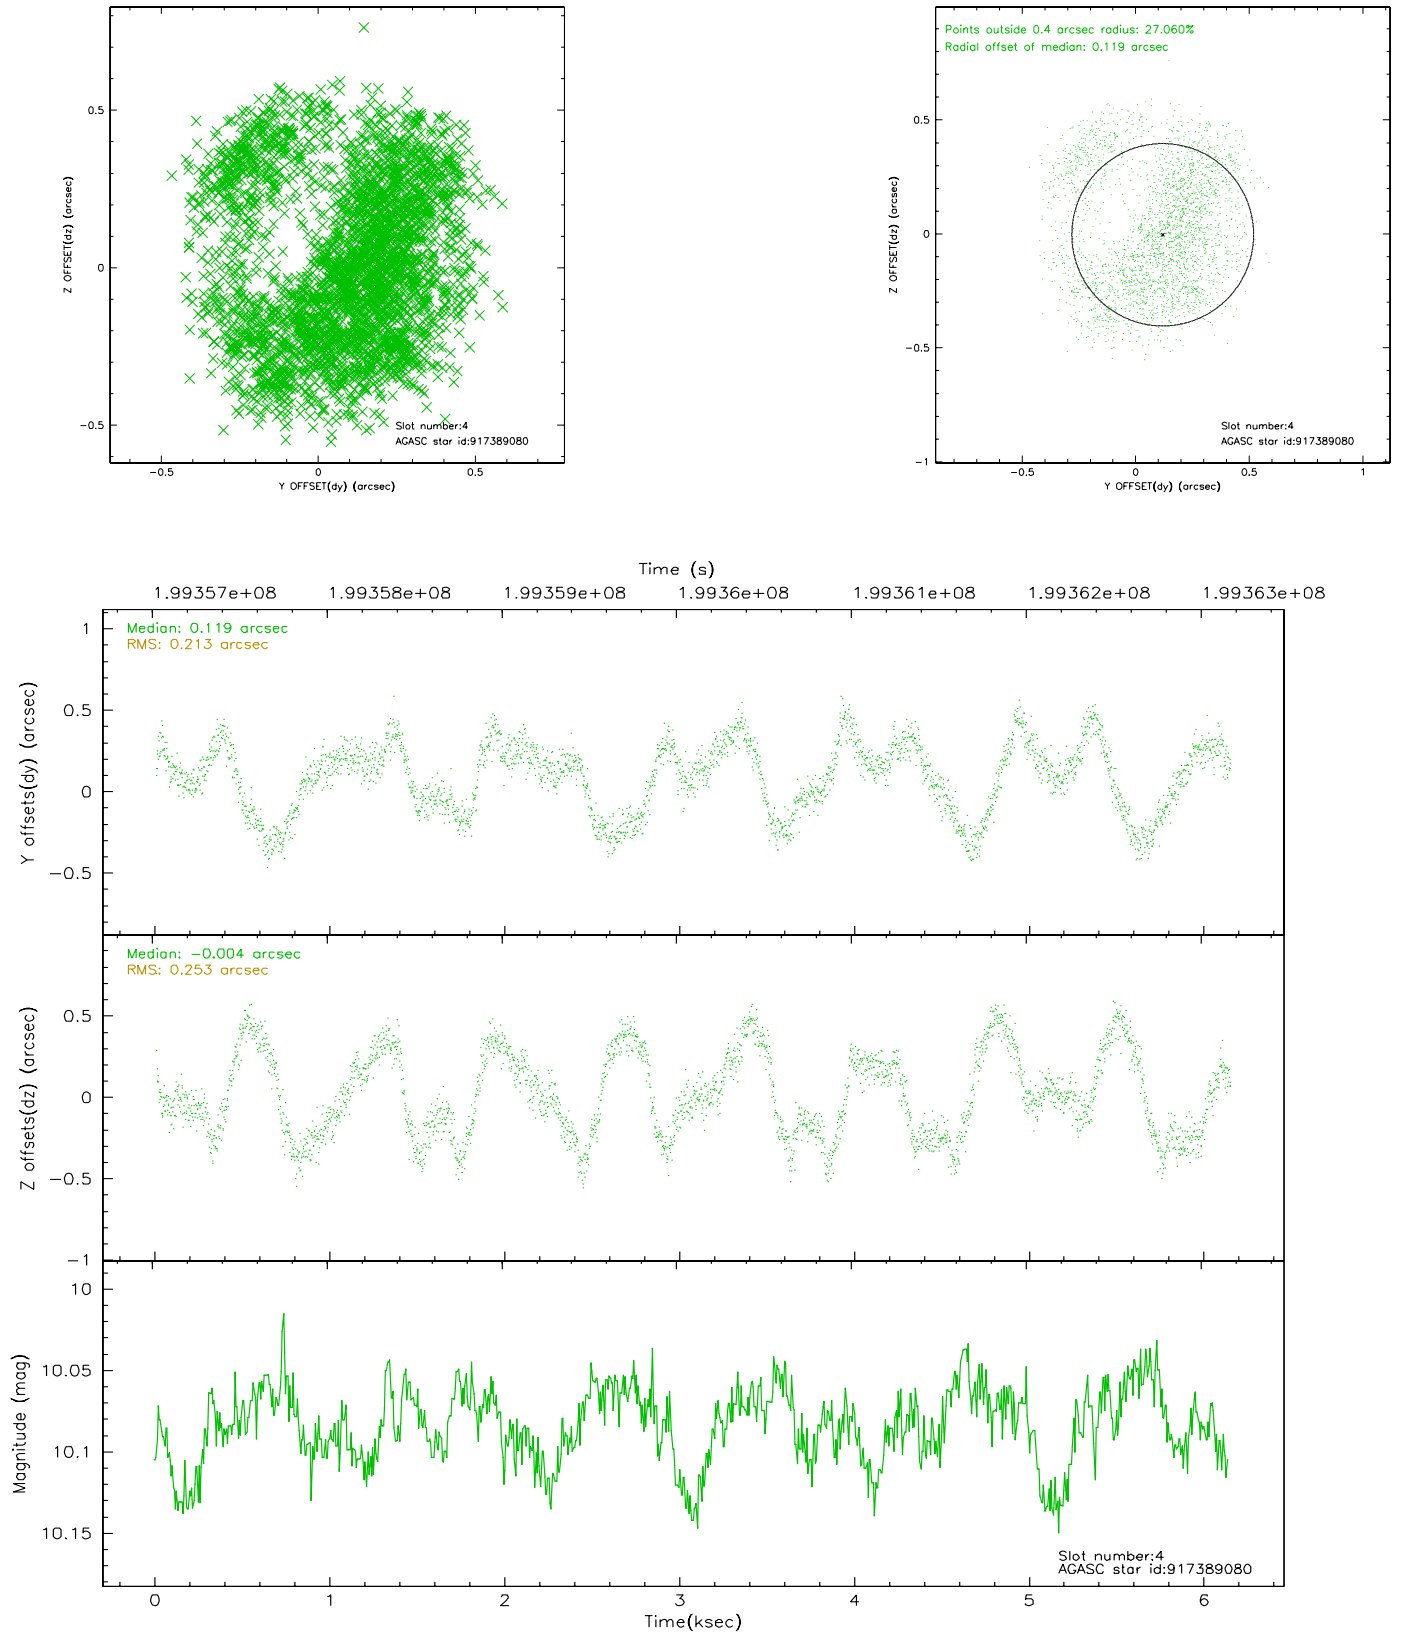 0.5
0
−0.5
Z OFFSET(dz) (arcsec)
Slot number:4
AGASC star id:917389080
−0.5 0 0.5
Y OFFSET(dy) (arcsec)
Points outside 0.4 arcsec radius: 27.060%
Radial offset of median: 0.119 arcsec
0.5
0
−0.5
−1
Z OFFSET(dz) (arcsec)
Slot number:4
AGASC star id:917389080
−0.5 0 0.5 1
Y OFFSET(dy) (arcsec)
Time (s)
1.99357e+08 1.99358e+08 1.99359e+08 1.9936e+08 1.99361e+08 1.99362e+08 1.99363e+08
Median: 0.119 arcsec
RMS: 0.213 arcsec
1
0.5
0
−0.5
Y offsets(dy) (arcsec)
Median: −0.004 arcsec
RMS: 0.253 arcsec
0.5
0
−0.5
−1
Z offsets(dz) (arcsec)
10
10.05
10.1
10.15
Magnitude (mag)
Slot number:4
AGASC star id:917389080
0 1 2 3 4 5 6
Time(ksec)